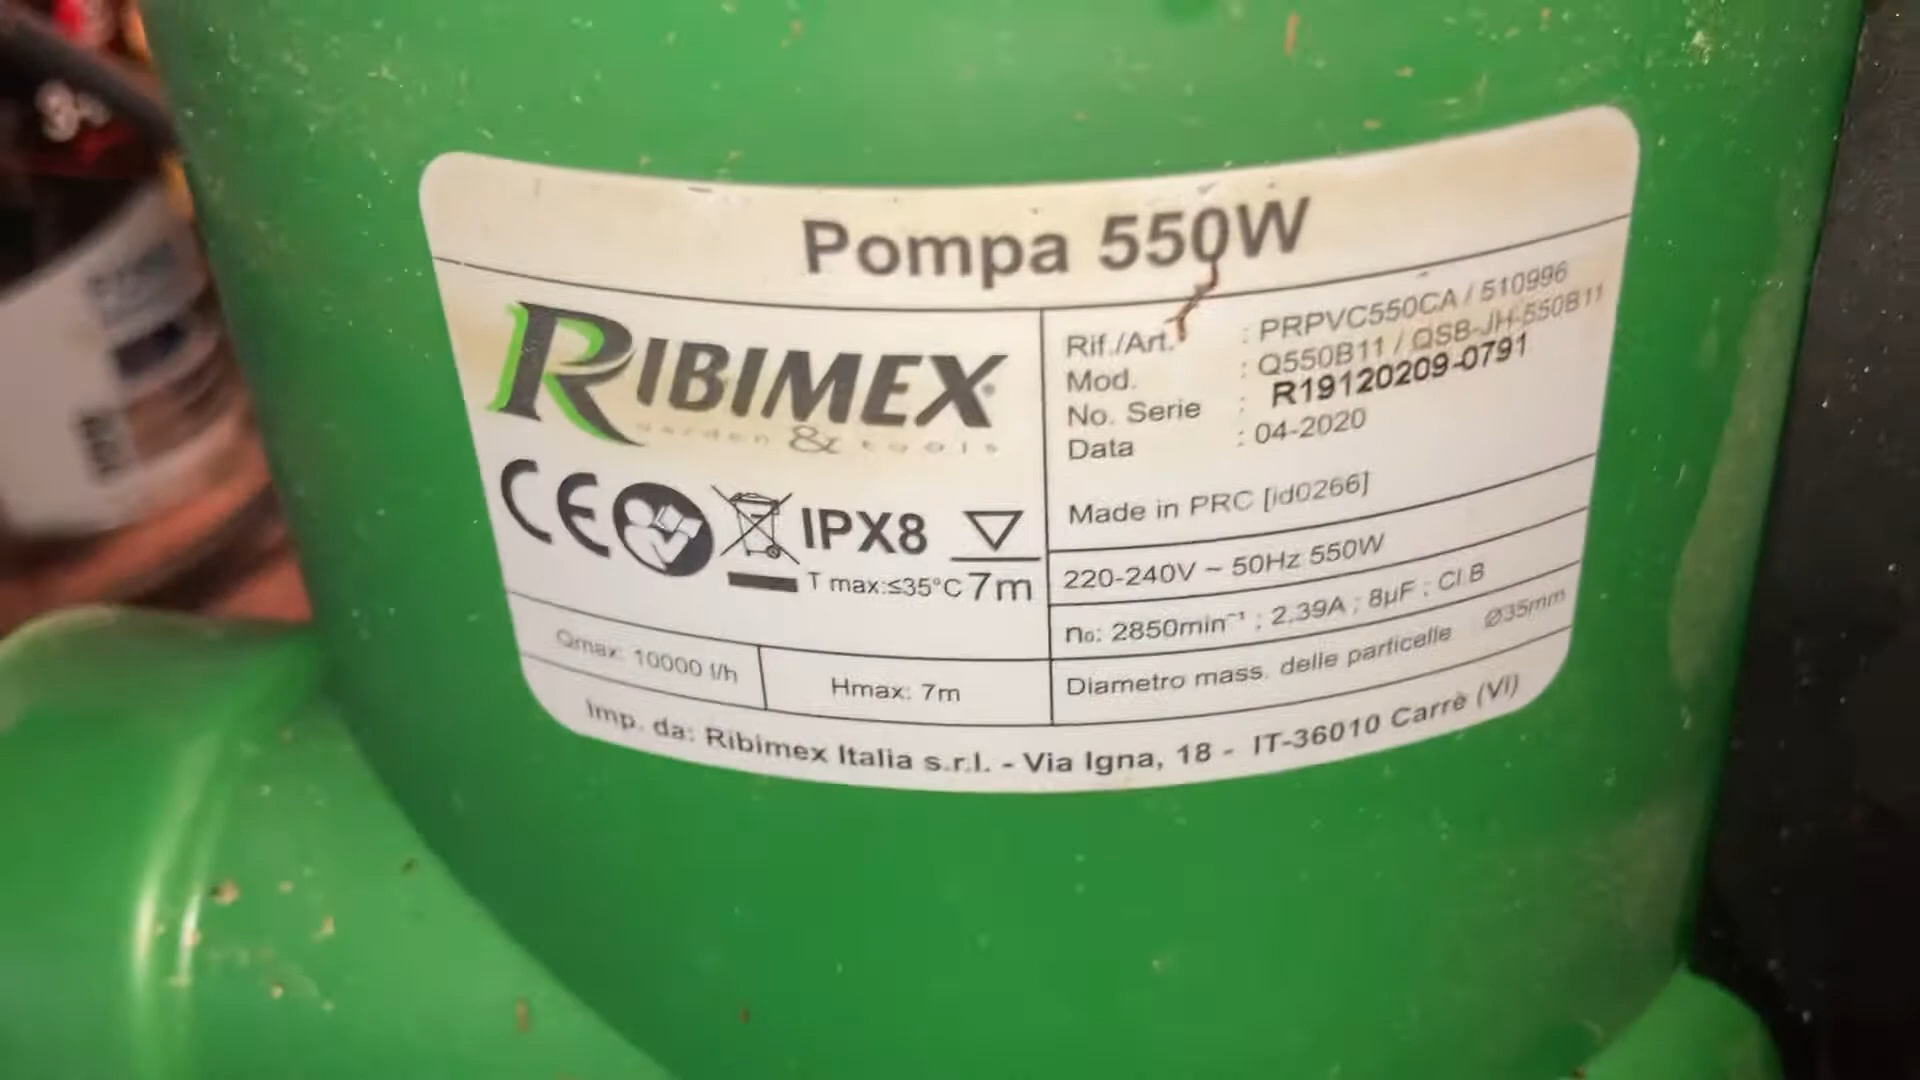 Pompa 550W
RIBIMEX
garden & tools
Rif./Art. : PRPVC550CA / 510996
Mod. : Q550B11 / QSB-JH-550B11
No. Serie : R19120209-0791
Data : 04-2020
Made in PRC [id0266]
CE IPX8
T max:≤35°C 7m
220-240V ~ 50Hz 550W
n₀: 2850min⁻¹ ; 2,39A ; 8µF ; Cl B
Qmax: 10000 l/h
Hmax: 7m
Diametro mass. delle particelle Ø35mm
Imp. da: Ribimex Italia s.r.l. - Via Igna, 18 - IT-36010 Carrè (VI)